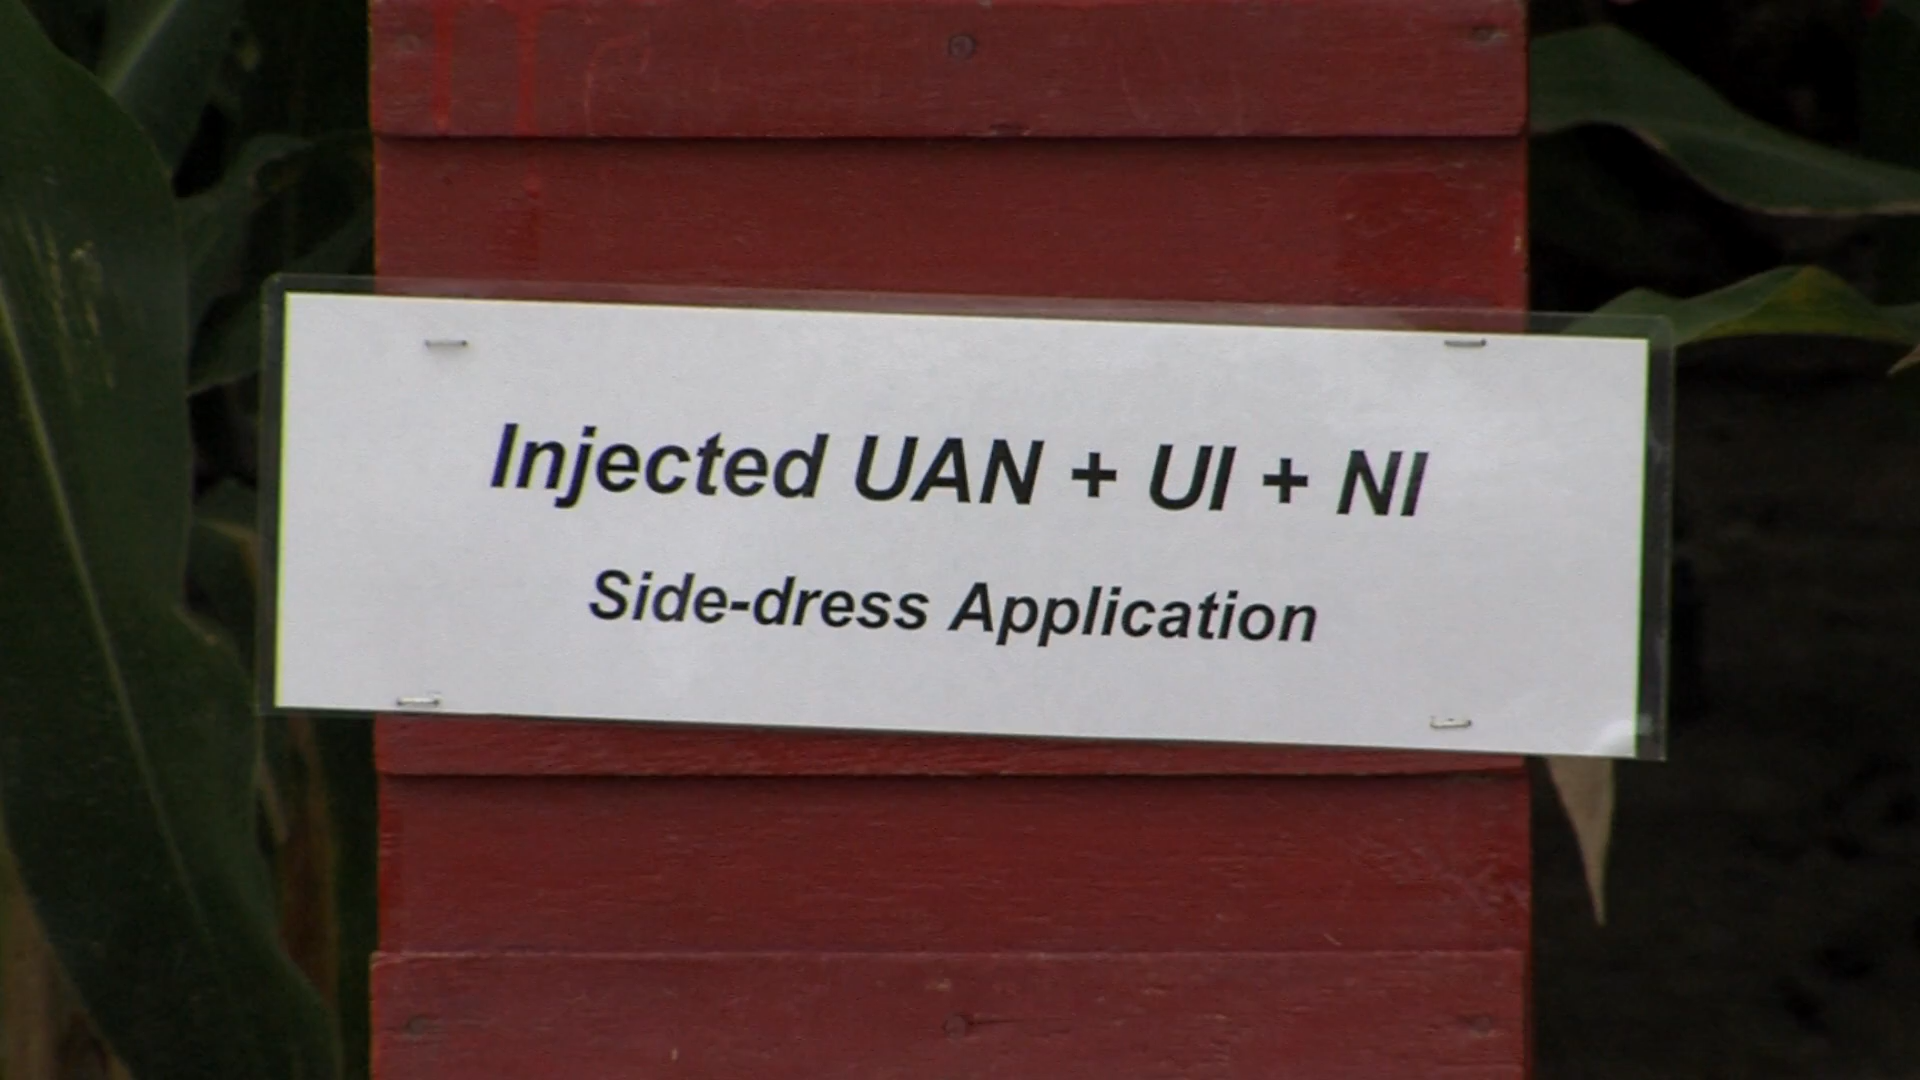 Injected UAN + UI + NI
Side-dress Application